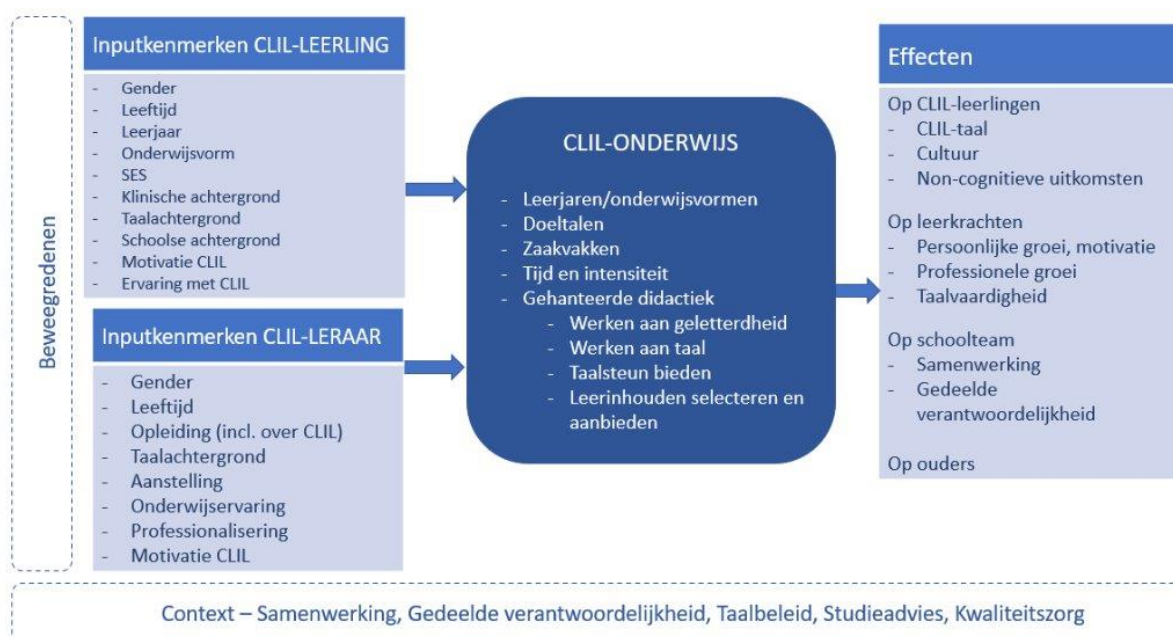 Beweegredenen
Inputkenmerken CLIL-LEERLING
- Gender
- Leeftijd
- Leerjaar
- Onderwijsvorm
- SES
- Klinische achtergrond
- Taalachtergrond
- Schoolse achtergrond
- Motivatie CLIL
- Ervaring met CLIL
Inputkenmerken CLIL-LERAAR
- Gender
- Leeftijd
- Opleiding (incl. over CLIL)
- Taalachtergrond
- Aanstelling
- Onderwijservaring
- Professionalisering
- Motivatie CLIL
CLIL-ONDERWIJS
- Leerjaren/onderwijsvormen
- Doeltalen
- Zaakvakken
- Tijd en intensiteit
- Gehanteerde didactiek
- Werken aan geletterdheid
- Werken aan taal
- Taalsteun bieden
- Leerinhouden selecteren en
aanbieden
Effecten
Op CLIL-leerlingen
- CLIL-taal
- Cultuur
- Non-cognitieve uitkomsten
Op leerkrachten
- Persoonlijke groei, motivatie
- Professionele groei
- Taalvaardigheid
Op schoolteam
- Samenwerking
- Gedeelde
verantwoordelijkheid
Op ouders
Context – Samenwerking, Gedeelde verantwoordelijkheid, Taalbeleid, Studieadvies, Kwaliteitszorg